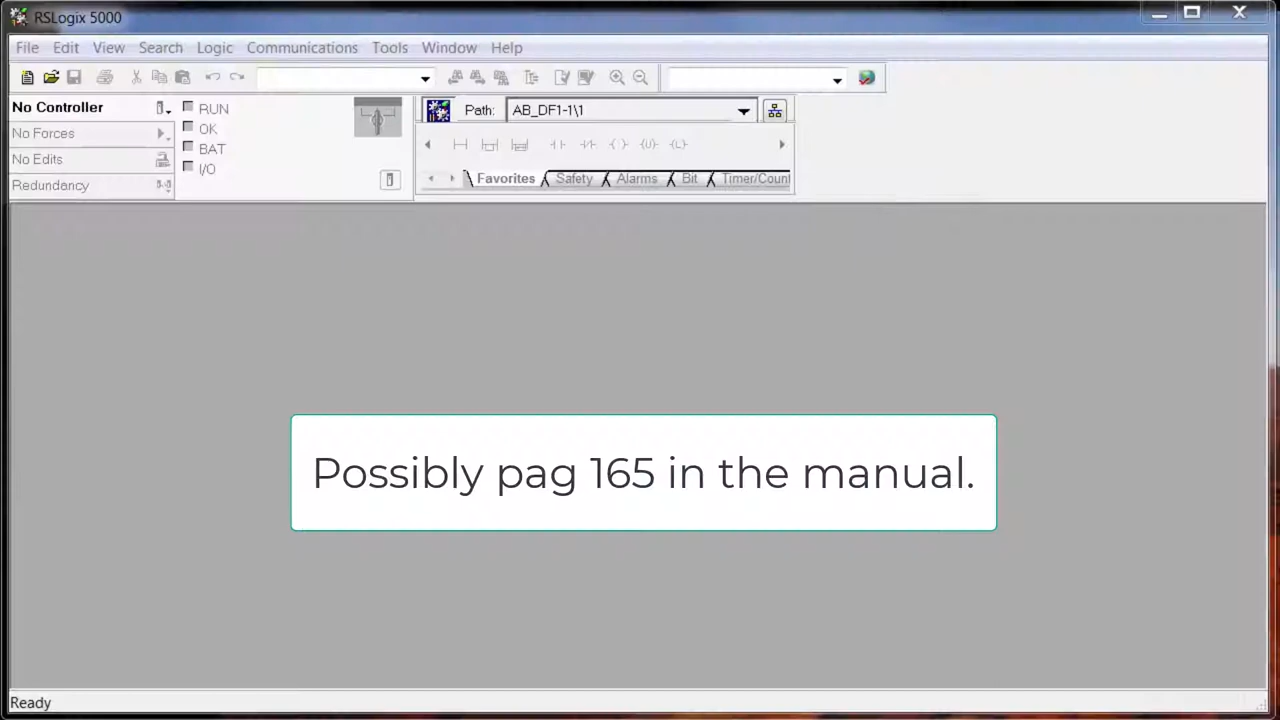 RSLogix 5000
File Edit View Search Logic Communications Tools Window Help
No Controller
RUN
No Forces
OK
No Edits
BAT
Redundancy
I/O
Path: AB_DF1-1\1
Favorites Safety Alarms Bit Timer/Count
Possibly pag 165 in the manual.
Ready